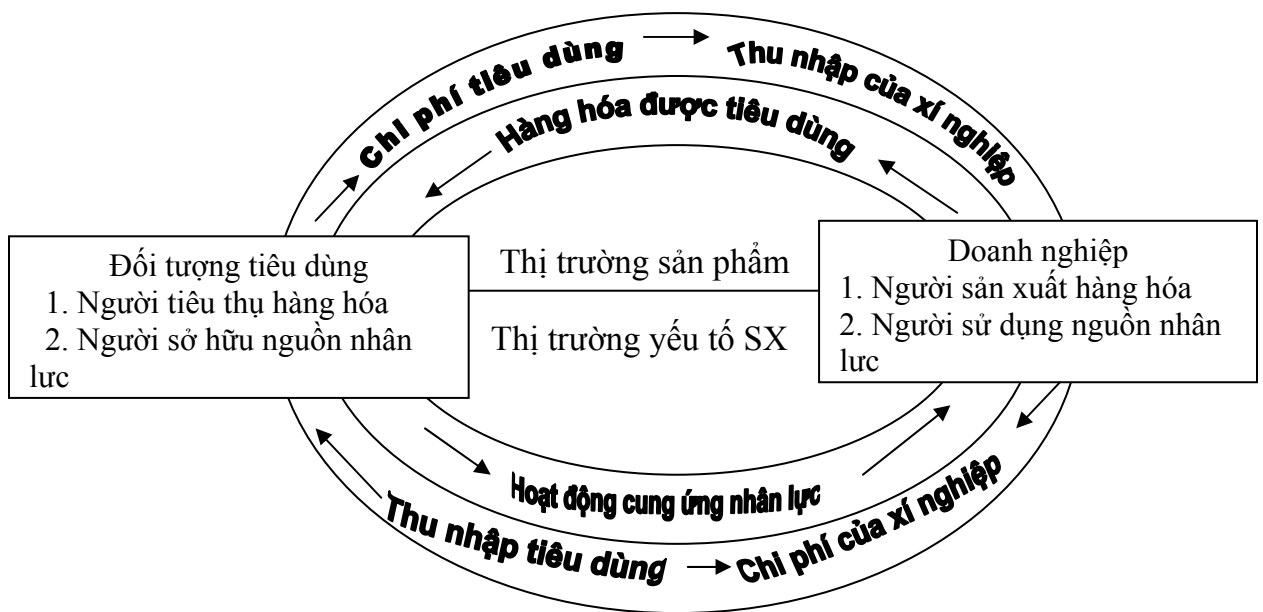 Chi phí tiêu dùng
Thu nhập của xí nghiệp
Hàng hóa được tiêu dùng
Đối tượng tiêu dùng
1. Người tiêu thụ hàng hóa
2. Người sở hữu nguồn nhân
lưc
Thị trường sản phẩm
Thị trường yếu tố SX
Doanh nghiệp
1. Người sản xuất hàng hóa
2. Người sử dụng nguồn nhân
lưc
Hoạt động cung ứng nhân lực
Thu nhập tiêu dùng
Chi phí của xí nghiệp